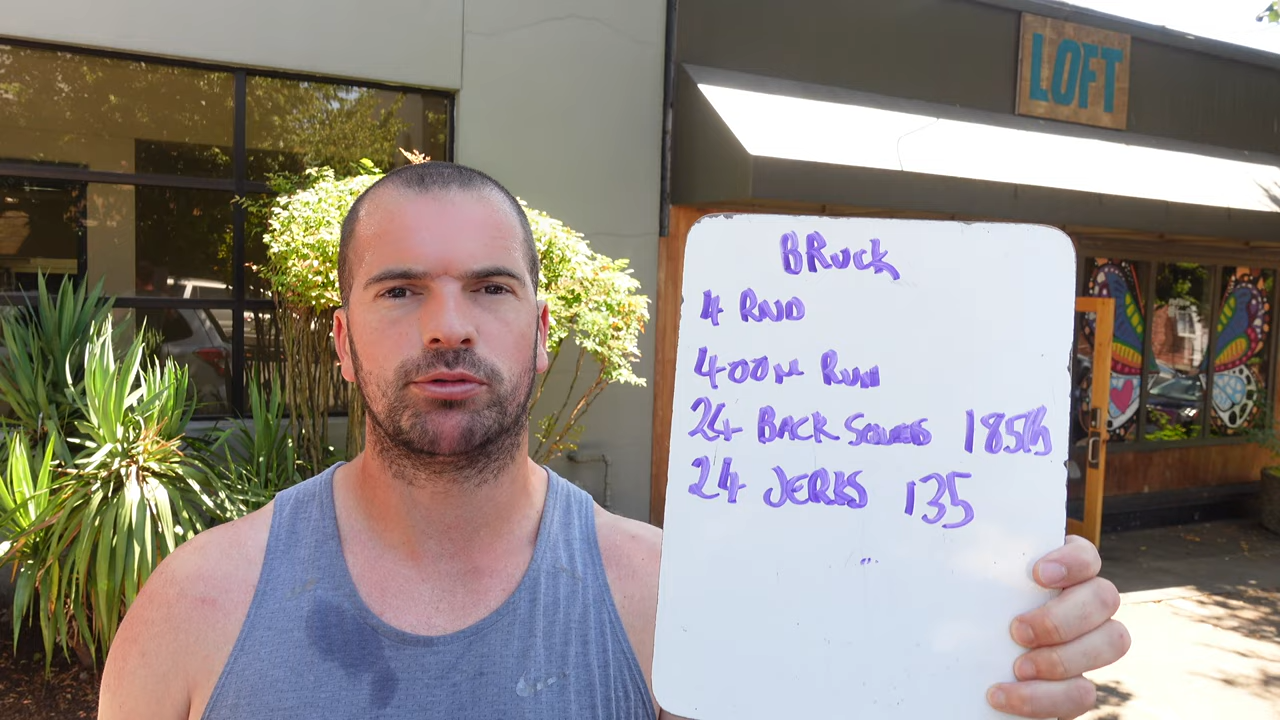 LOFT
BRuck
4 RND
400m Run
24 BACK Squats 185lb
24 JERKS 135